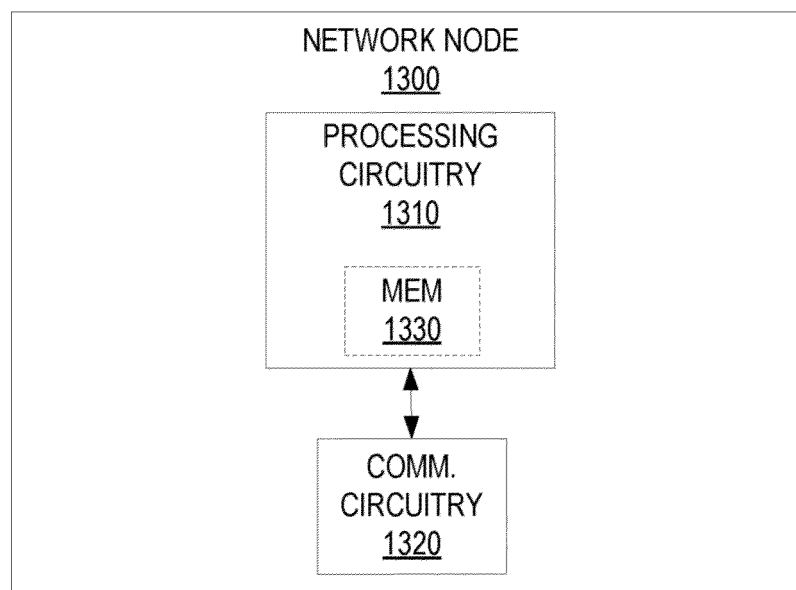 NETWORK NODE
1300
PROCESSING
CIRCUITRY
1310
MEM
1330
COMM.
CIRCUITRY
1320